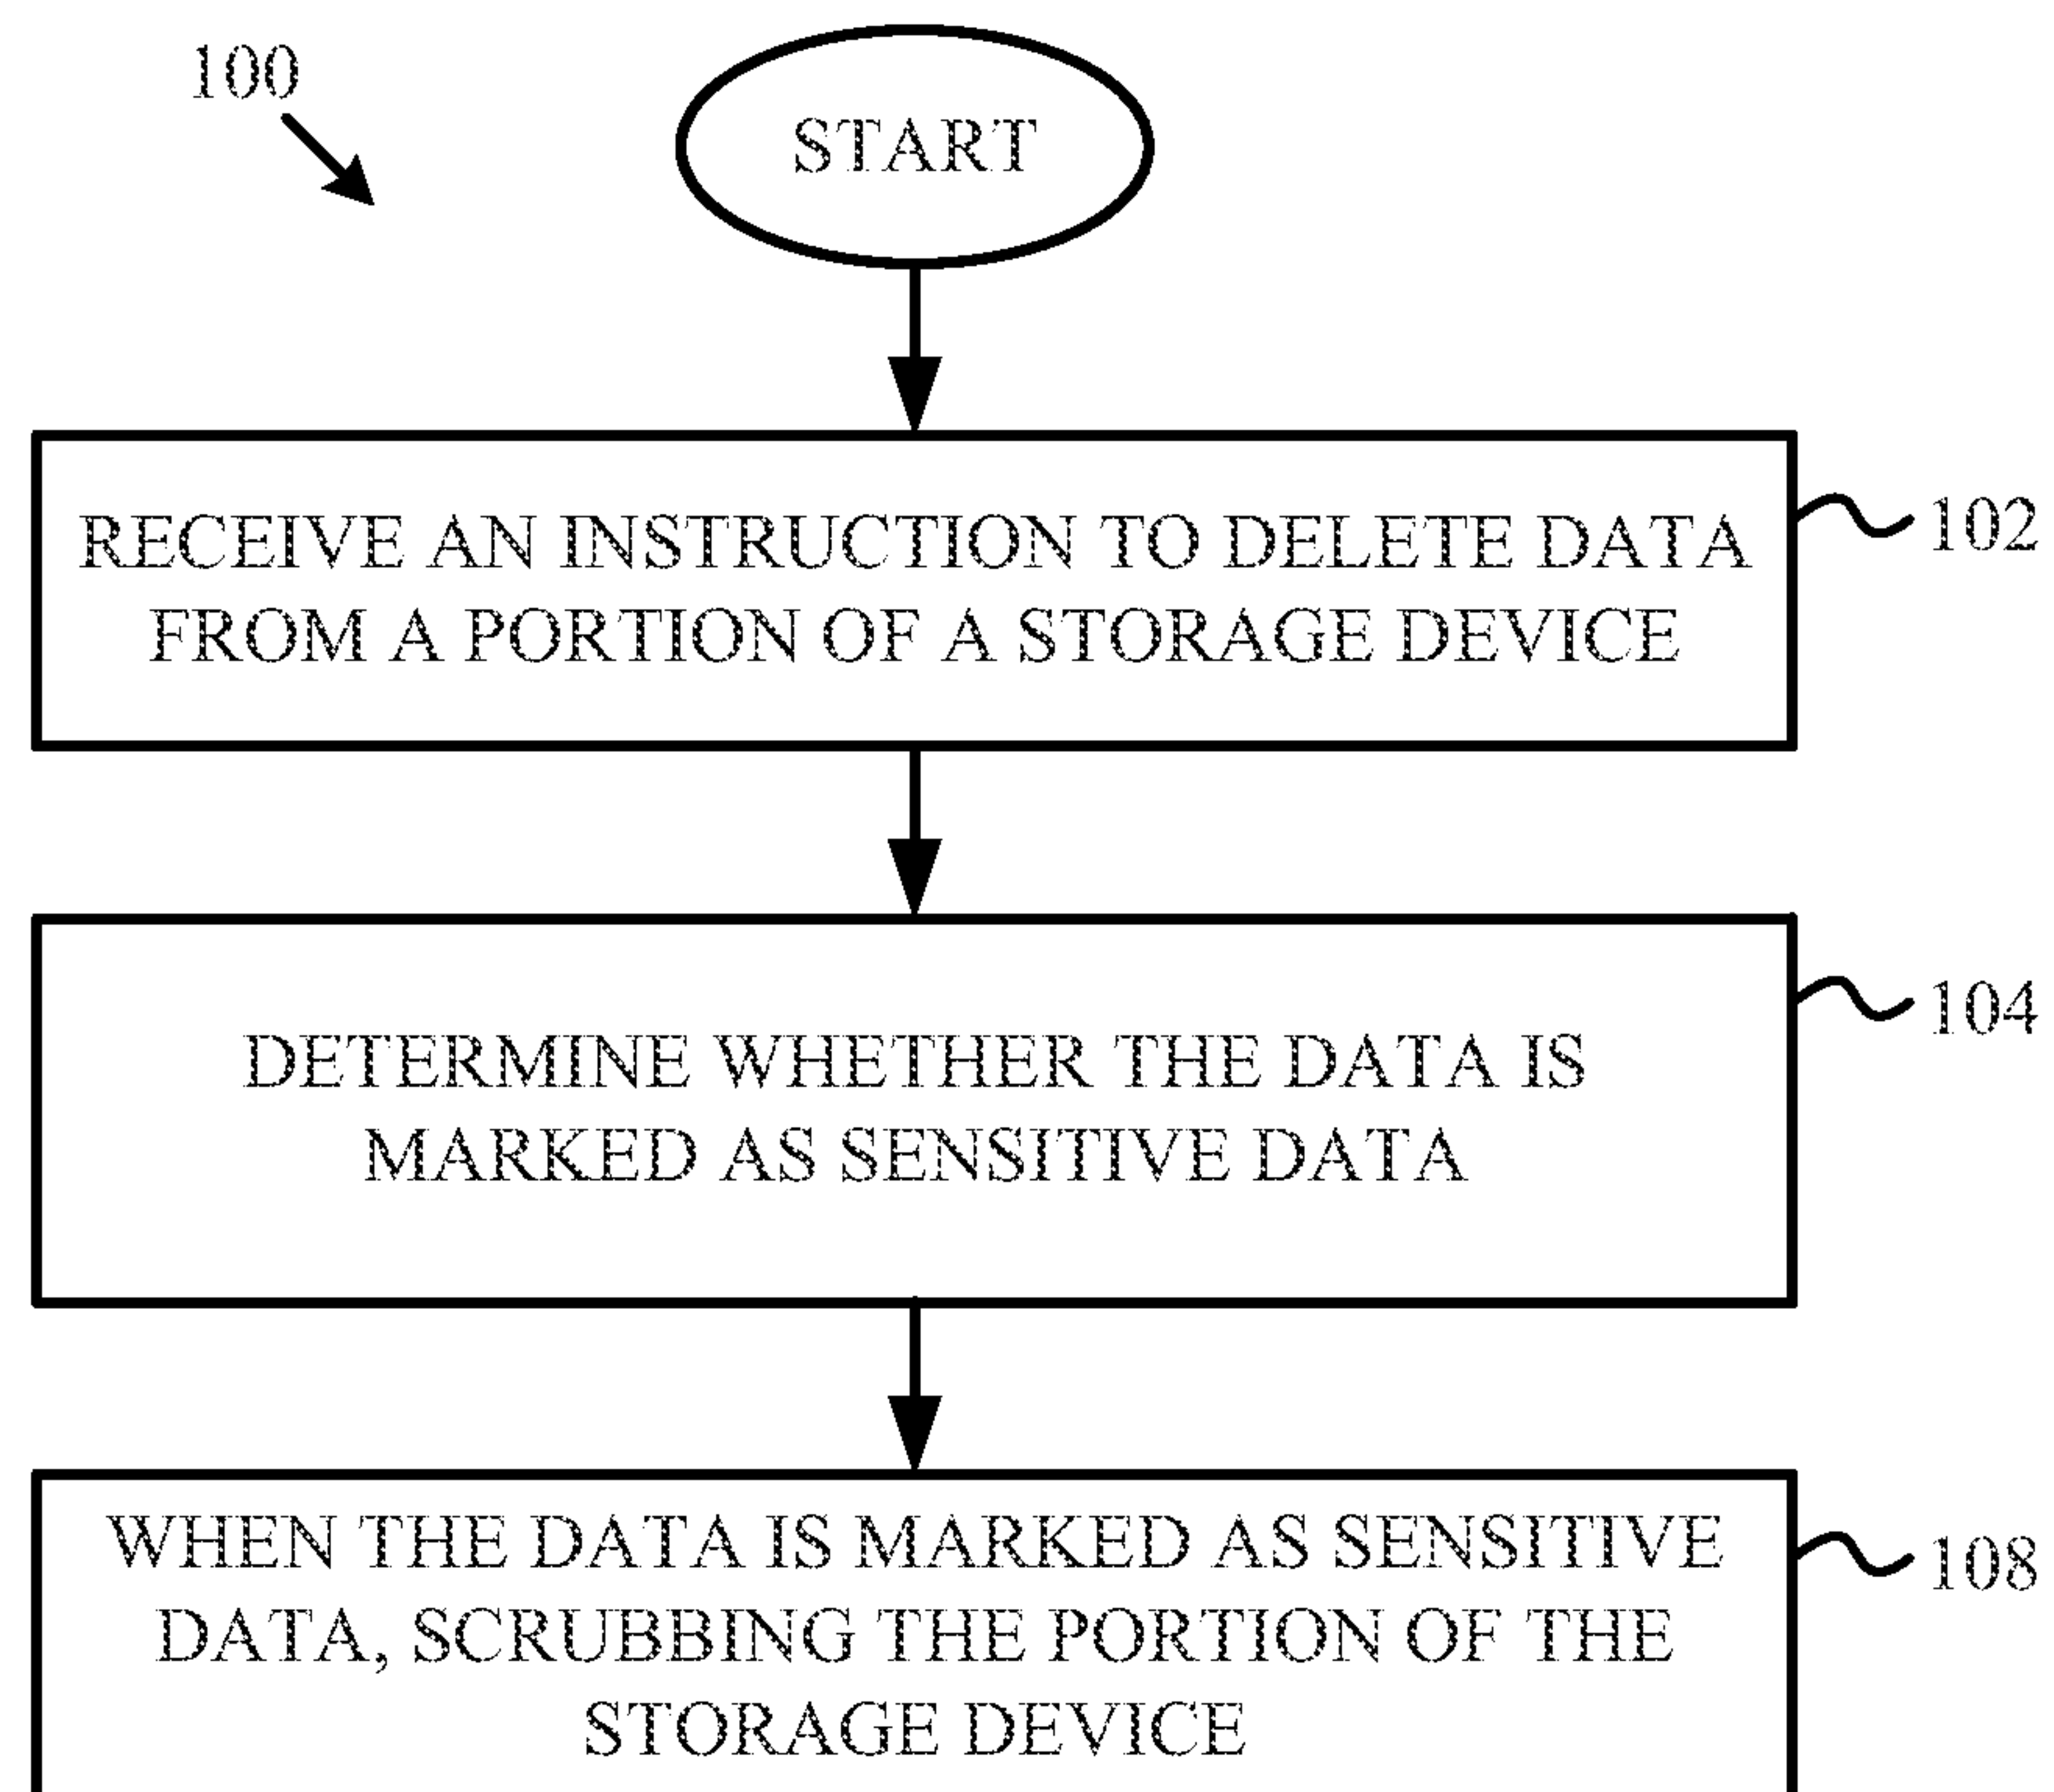 100
START
RECEIVE AN INSTRUCTION TO DELETE DATA
FROM A PORTION OF A STORAGE DEVICE
102
DETERMINE WHETHER THE DATA IS
MARKED AS SENSITIVE DATA
104
WHEN THE DATA IS MARKED AS SENSITIVE
DATA, SCRUBBING THE PORTION OF THE
STORAGE DEVICE
108